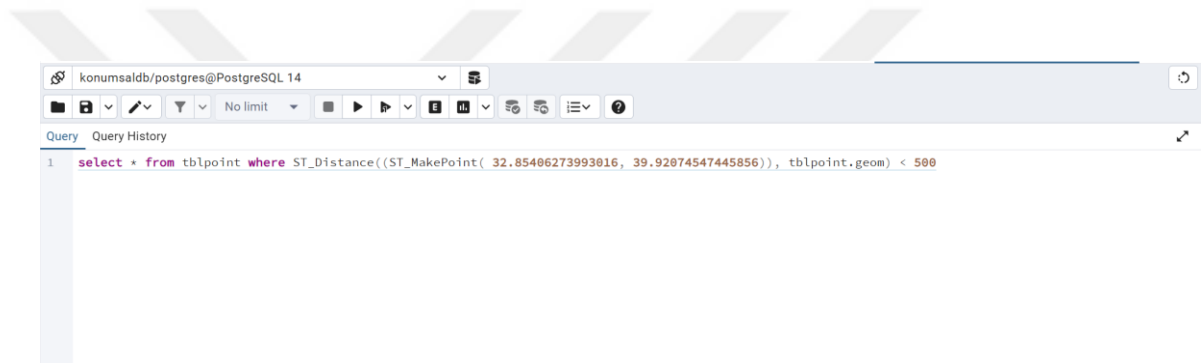 konumsaldb/postgres@PostgreSQL 14
No limit
E
Query Query History
1 select * from tblpoint where ST_Distance((ST_MakePoint( 32.85406273993016, 39.92074547445856)), tblpoint.geom) < 500